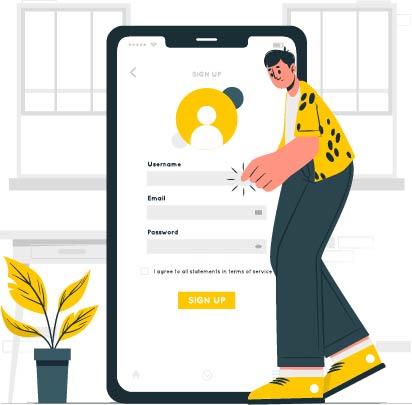 SIGN UP
Username
Email
Password
I agree to all statements in terms of service
SIGN UP